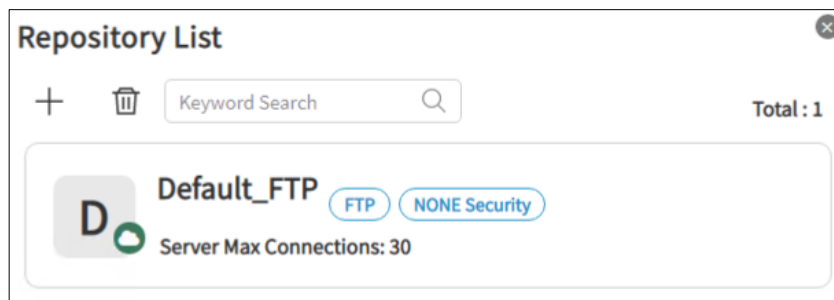 Repository List
Keyword Search
Total : 1
D
Default_FTP FTP NONE Security
Server Max Connections: 30